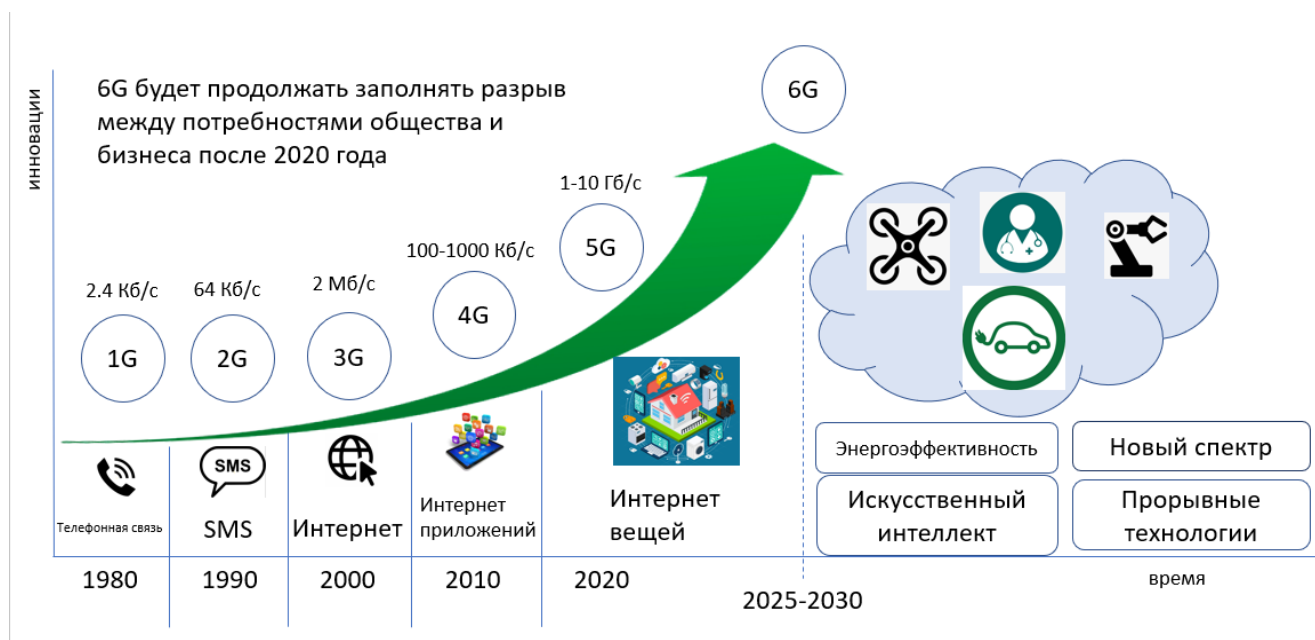 инновации
6G будет продолжать заполнять разрыв
между потребностями общества и
бизнеса после 2020 года
6G
1-10 Гб/с
5G
100-1000 Кб/с
4G
2.4 Кб/с
64 Кб/с
2 Мб/с
1G
2G
3G
SMS
Телефонная связь
SMS
Интернет
Интернет
приложений
Интернет
вещей
Энергоэффективность
Новый спектр
Искусственный
интеллект
Прорывные
технологии
1980
1990
2000
2010
2020
2025-2030
время